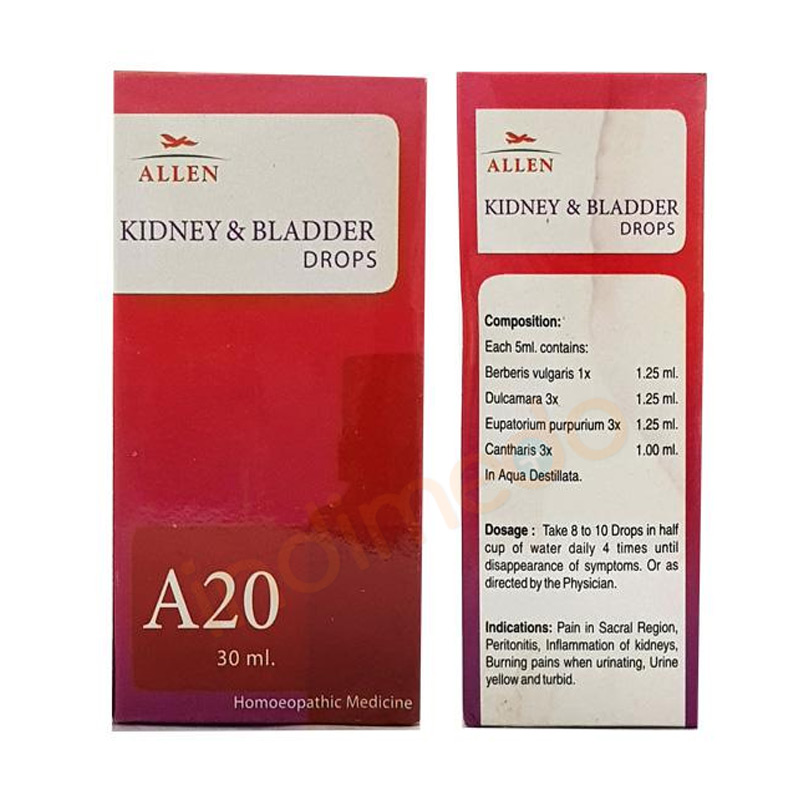 ALLEN
KIDNEY & BLADDER
DROPS
A20
30 ml.
Homoeopathic Medicine
ALLEN
KIDNEY & BLADDER
DROPS
Composition:
Each 5ml. contains:
Berberis vulgaris 1x 1.25 ml.
Dulcamara 3x 1.25 ml.
Eupatorium purpurium 3x 1.25 ml.
Cantharis 3x 1.00 ml.
In Aqua Destillata.
Dosage : Take 8 to 10 Drops in half
cup of water daily 4 times until
disappearance of symptoms. Or as
directed by the Physician.
Indications: Pain in Sacral Region,
Peritonitis, Inflammation of kidneys,
Burning pains when urinating, Urine
yellow and turbid.
indimedo